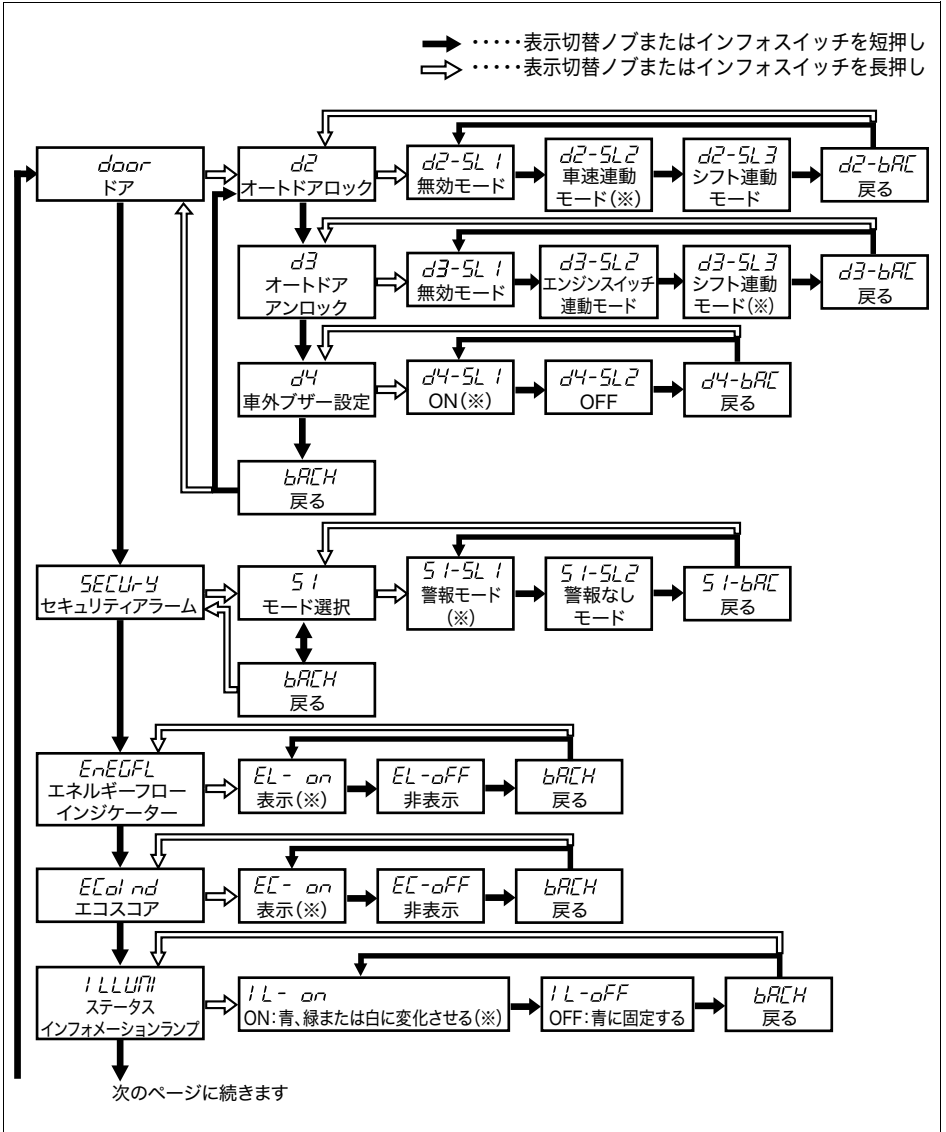 ・・・・・表示切替ノブまたはインフォスイッチを短押し
・・・・・表示切替ノブまたはインフォスイッチを長押し
door
ドア
d2
オートドアロック
d2-SL1
無効モード
d2-SL2
車速連動
モード(※)
d2-SL3
シフト連動
モード
d2-bAC
戻る
d3
オートドア
アンロック
d3-SL1
無効モード
d3-SL2
エンジンスイッチ
連動モード
d3-SL3
シフト連動
モード(※)
d3-bAC
戻る
d4
車外ブザー設定
d4-SL1
ON(※)
d4-SL2
OFF
d4-bAC
戻る
bACH
戻る
SECUrY
セキュリティアラーム
S1
モード選択
S1-SL1
警報モード
(※)
S1-SL2
警報なし
モード
S1-bAC
戻る
bACH
戻る
EnEGFL
エネルギーフロー
インジケーター
EL- on
表示(※)
EL-oFF
非表示
bACH
戻る
ECoInd
エコスコア
EC- on
表示(※)
EC-oFF
非表示
bACH
戻る
ILLUMI
ステータス
インフォメーションランプ
IL- on
ON:青、緑または白に変化させる(※)
IL-oFF
OFF:青に固定する
bACH
戻る
次のページに続きます